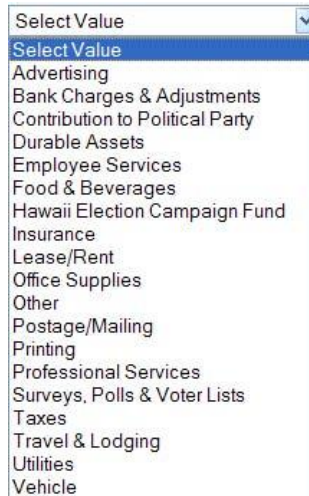 Select Value
Select Value
Advertising
Bank Charges & Adjustments
Contribution to Political Party
Durable Assets
Employee Services
Food & Beverages
Hawaii Election Campaign Fund
Insurance
Lease/Rent
Office Supplies
Other
Postage/Mailing
Printing
Professional Services
Surveys, Polls & Voter Lists
Taxes
Travel & Lodging
Utilities
Vehicle